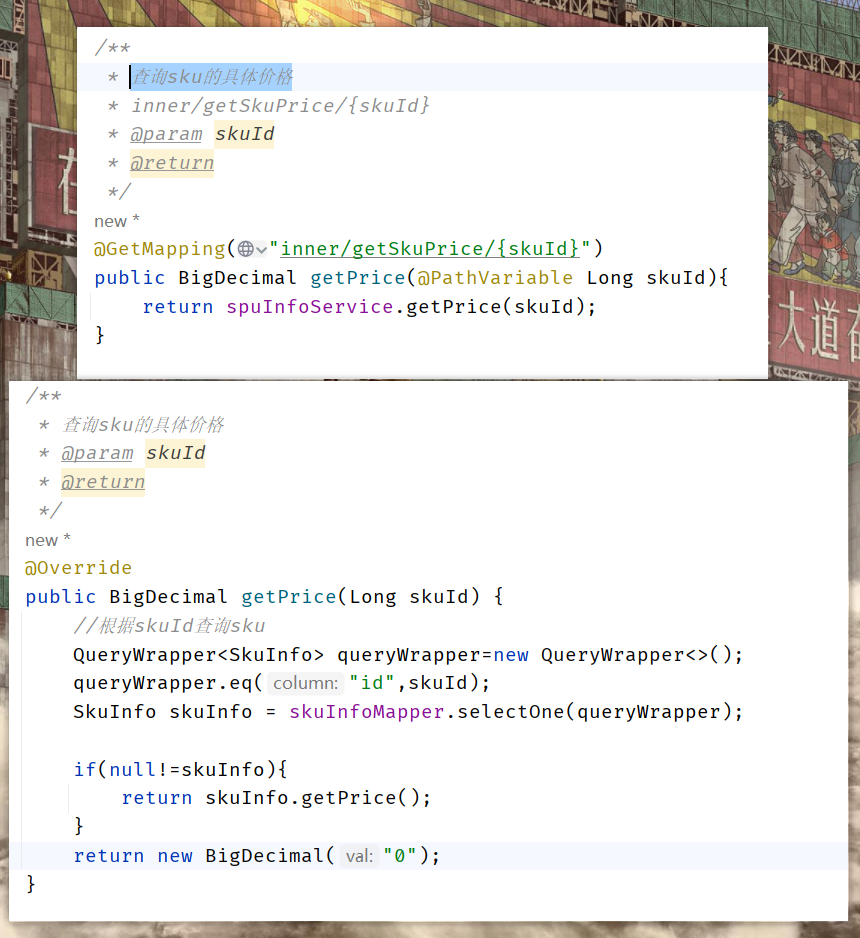 /**
* 查询sku的具体价格
* inner/getSkuPrice/{skuId}
* @param skuId
* @return
*/
new *
@GetMapping("inner/getSkuPrice/{skuId}")
public BigDecimal getPrice(@PathVariable Long skuId){
return spuInfoService.getPrice(skuId);
}
大道奋
/**
* 查询sku的具体价格
* @param skuId
* @return
*/
new *
@Override
public BigDecimal getPrice(Long skuId) {
//根据skuId查询sku
QueryWrapper<SkuInfo> queryWrapper=new QueryWrapper<>();
queryWrapper.eq( column: "id",skuId);
SkuInfo skuInfo = skuInfoMapper.selectOne(queryWrapper);
if(null!=skuInfo){
return skuInfo.getPrice();
}
return new BigDecimal( val: "0");
}